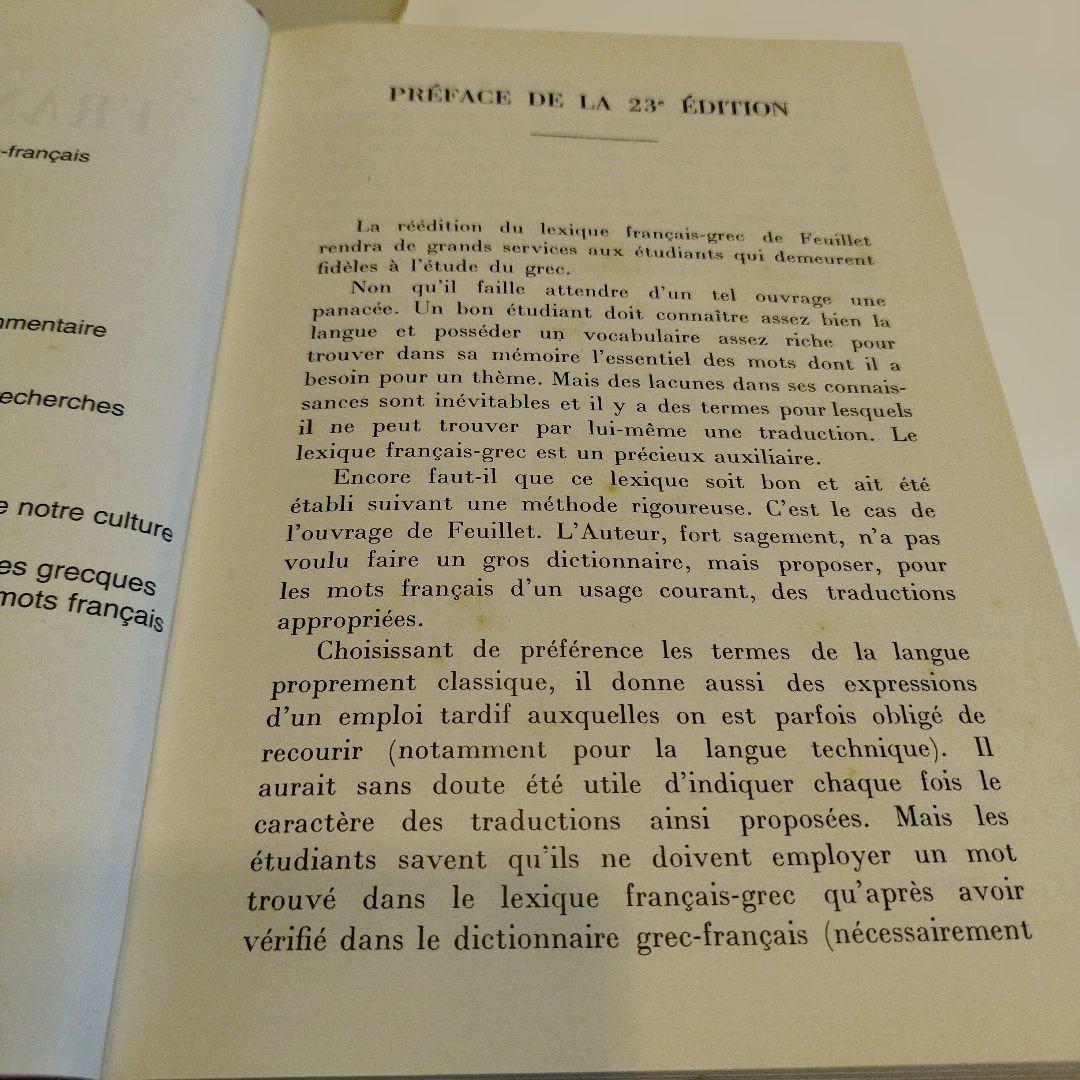 -français
mmentaire
echerches
e notre culture
es grecques
mots français
PRÉFACE DE LA 23e ÉDITION
La réédition du lexique français-grec de Feuillet
rendra de grands services aux étudiants qui demeurent
fidèles à l'étude du grec.
Non qu'il faille attendre d'un tel ouvrage une
panacée. Un bon étudiant doit connaître assez bien la
langue et posséder un vocabulaire assez riche pour
trouver dans sa mémoire l'essentiel des mots dont il a
besoin pour un thème. Mais des lacunes dans ses connais-
sances sont inévitables et il y a des termes pour lesquels
il ne peut trouver par lui-même une traduction. Le
lexique français-grec est un précieux auxiliaire.
Encore faut-il que ce lexique soit bon et ait été
établi suivant une méthode rigoureuse. C'est le cas de
l'ouvrage de Feuillet. L'Auteur, fort sagement, n'a pas
voulu faire un gros dictionnaire, mais proposer, pour
les mots français d'un usage courant, des traductions
appropriées.
Choisissant de préférence les termes de la langue
proprement classique, il donne aussi des expressions
d'un emploi tardif auxquelles on est parfois obligé de
recourir (notamment pour la langue technique). Il
aurait sans doute été utile d'indiquer chaque fois le
caractère des traductions ainsi proposées. Mais les
étudiants savent qu'ils ne doivent employer un mot
trouvé dans le lexique français-grec qu'après avoir
vérifié dans le dictionnaire grec-français (nécessairement